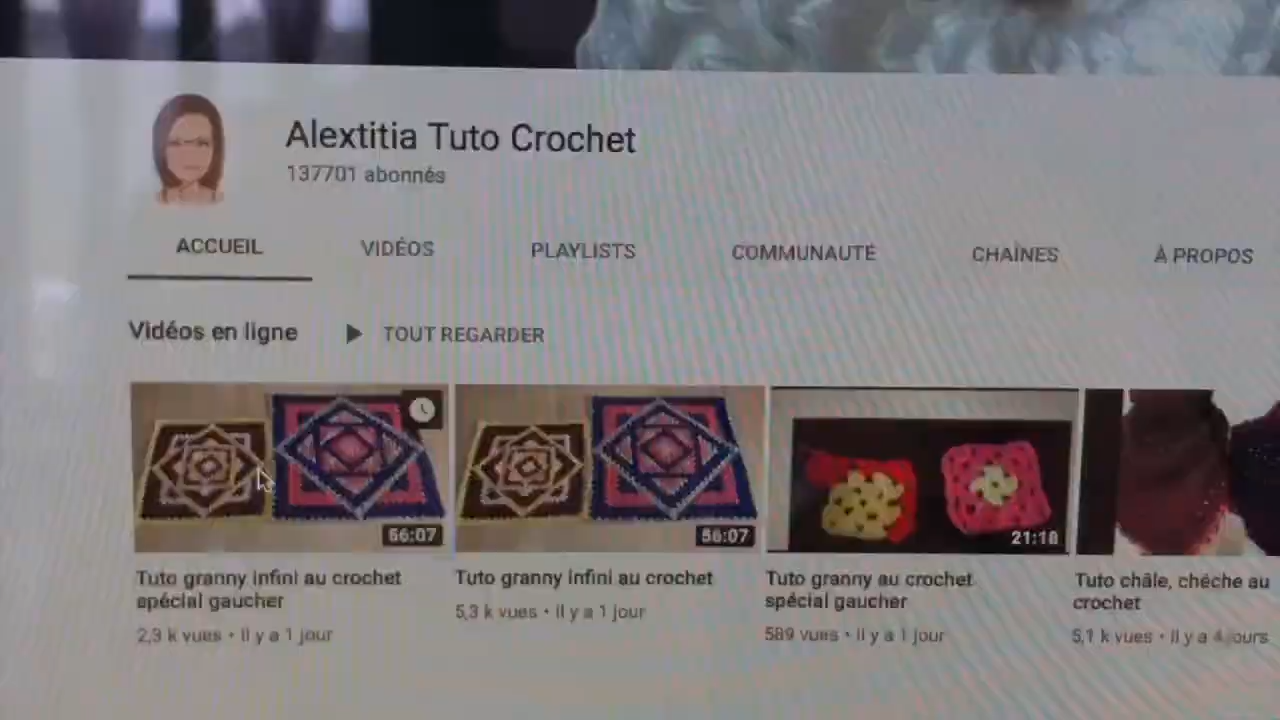 Alextitia Tuto Crochet
137701 abonnés
ACCUEIL VIDÉOS PLAYLISTS COMMUNAUTÉ CHAÎNES À PROPOS
Vidéos en ligne TOUT REGARDER
56:07 56:07 21:18
Tuto granny infini au crochet
spécial gaucher
2,3 k vues • il y a 1 jour
Tuto granny infini au crochet
5,3 k vues • il y a 1 jour
Tuto granny au crochet
spécial gaucher
589 vues • il y a 1 jour
Tuto châle, chèche au
crochet
5,1 k vues • il y a 4 jours